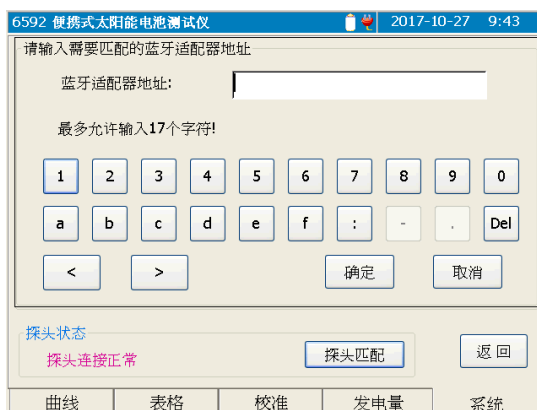 6592 便携式太阳能电池测试仪 2017-10-27 9:43
请输入需要匹配的蓝牙适配器地址
蓝牙适配器地址:
最多允许输入17个字符!
1 2 3 4 5 6 7 8 9 0
a b c d e f : - . Del
< > 确定 取消
探头状态
探头连接正常 探头匹配 返回
曲线 表格 校准 发电量 系统